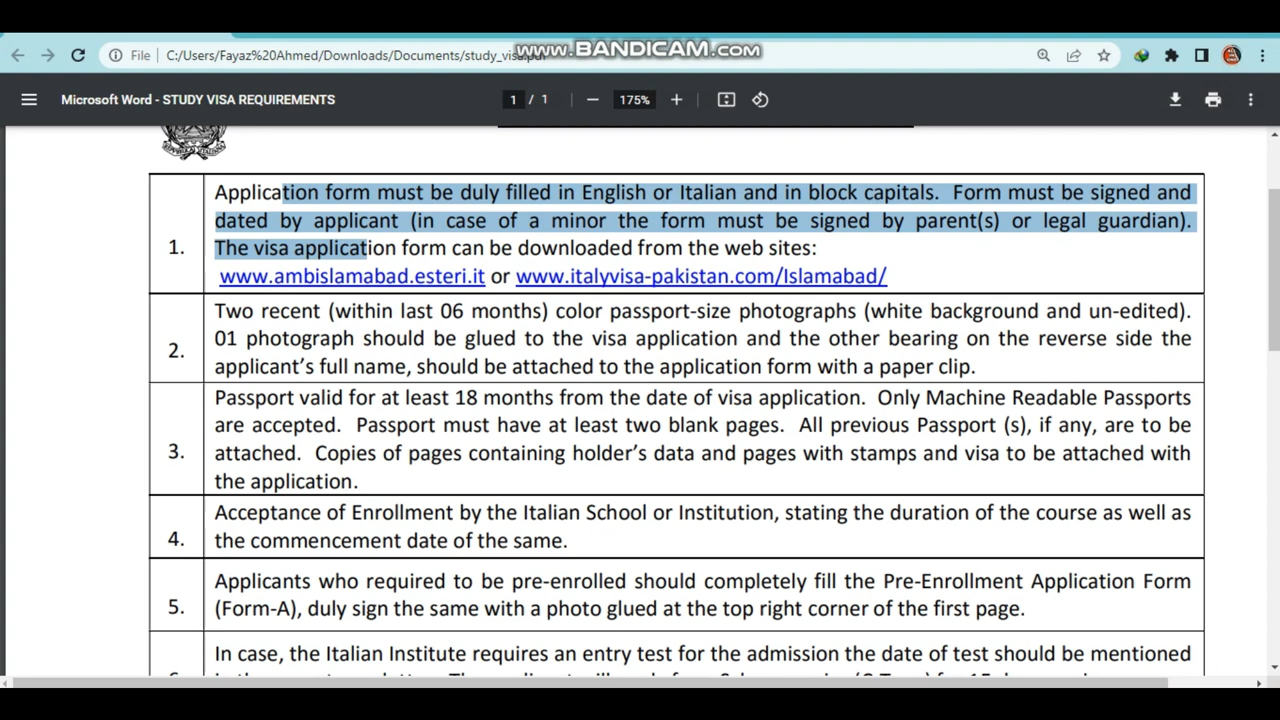 File
C:/Users/Fayaz%20Ahmed/Downloads/Documents/study_visa.pdf
www.BANDICAM.com
Microsoft Word - STUDY VISA REQUIREMENTS
1 / 1
175%
Application form must be duly filled in English or Italian and in block capitals. Form must be signed and
dated by applicant (in case of a minor the form must be signed by parent(s) or legal guardian).
1. The visa application form can be downloaded from the web sites:
www.ambislamabad.esteri.it or www.italyvisa-pakistan.com/Islamabad/
Two recent (within last 06 months) color passport-size photographs (white background and un-edited).
2. 01 photograph should be glued to the visa application and the other bearing on the reverse side the
applicant's full name, should be attached to the application form with a paper clip.
Passport valid for at least 18 months from the date of visa application. Only Machine Readable Passports
are accepted. Passport must have at least two blank pages. All previous Passport (s), if any, are to be
3. attached. Copies of pages containing holder's data and pages with stamps and visa to be attached with
the application.
Acceptance of Enrollment by the Italian School or Institution, stating the duration of the course as well as
4. the commencement date of the same.
Applicants who required to be pre-enrolled should completely fill the Pre-Enrollment Application Form
5. (Form-A), duly sign the same with a photo glued at the top right corner of the first page.
In case, the Italian Institute requires an entry test for the admission the date of test should be mentioned